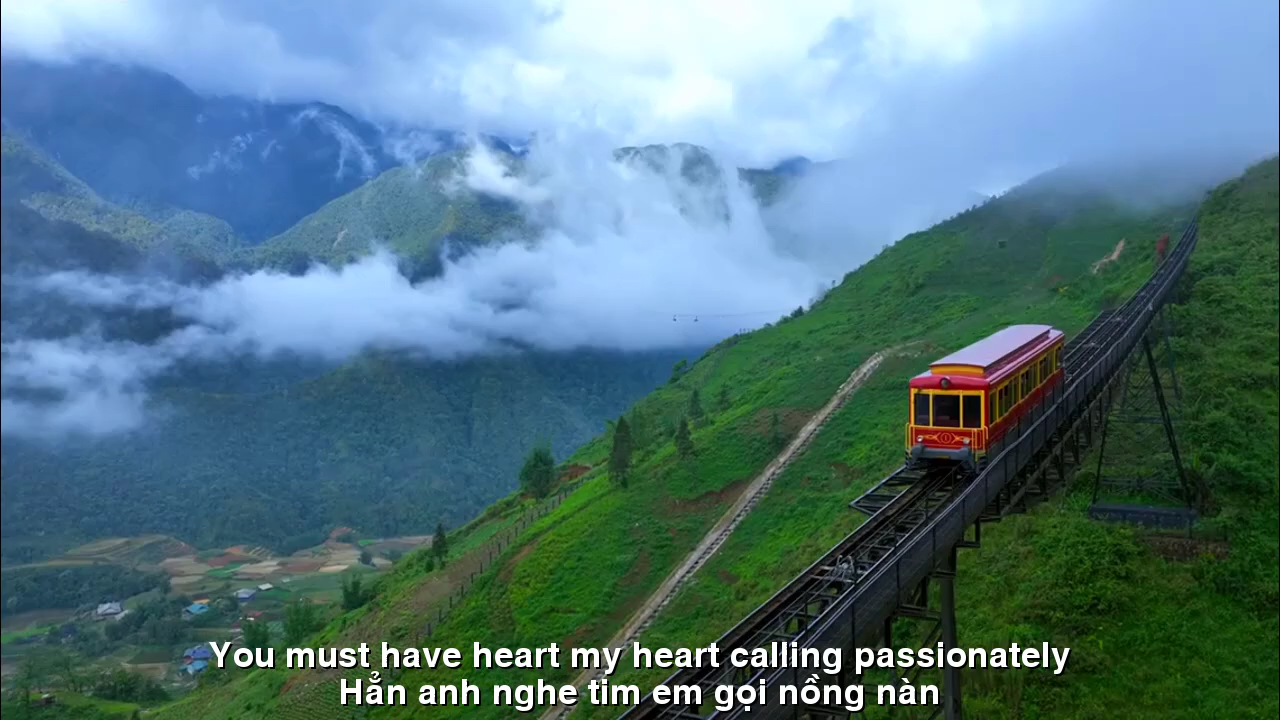 You must have heart my heart calling passionately
Hẳn anh nghe tim em gọi nồng nàn